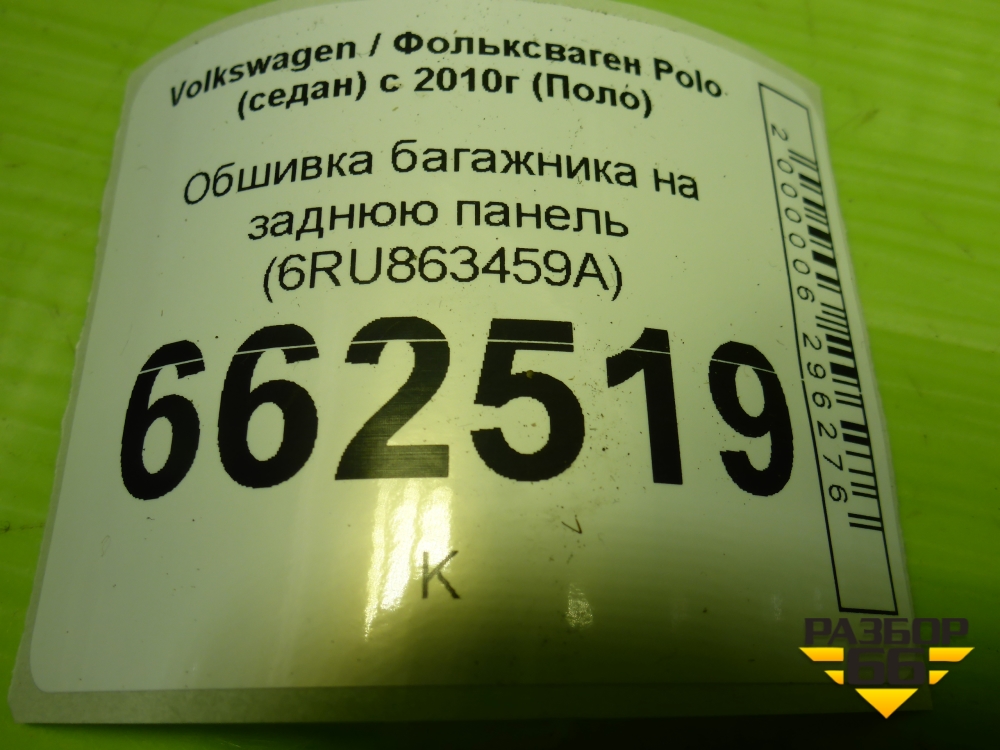 Volkswagen / Фольксваген Polo
(седан) с 2010г (Поло)
Обшивка багажника на
заднюю панель
(6RU863459A)
662519
К
2000006296276
РАЗБОР
66